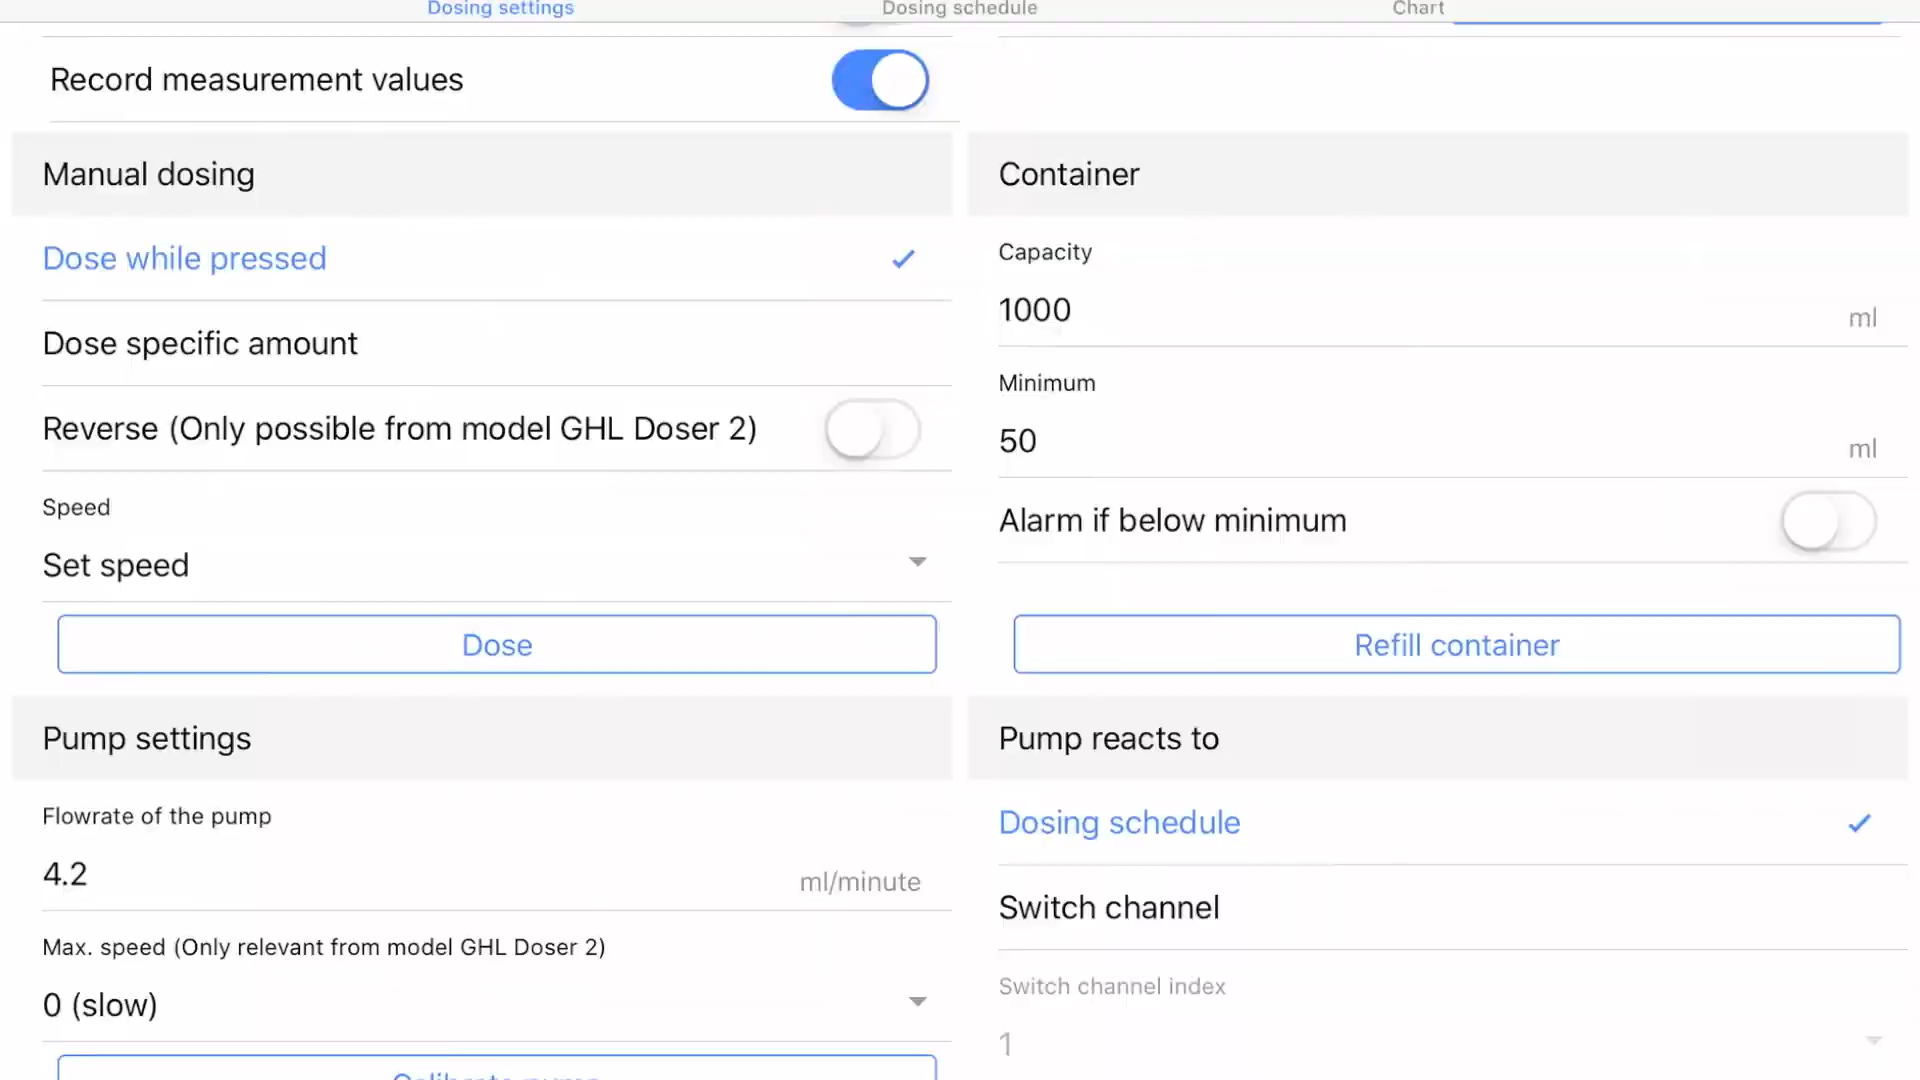 Dosing settings
Dosing schedule
Chart
Record measurement values
Manual dosing
Dose while pressed
Dose specific amount
Reverse (Only possible from model GHL Doser 2)
Speed
Set speed
Dose
Container
Capacity
1000 ml
Minimum
50 ml
Alarm if below minimum
Refill container
Pump settings
Flowrate of the pump
4.2 ml/minute
Max. speed (Only relevant from model GHL Doser 2)
0 (slow)
Calibrate pump
Pump reacts to
Dosing schedule
Switch channel
Switch channel index
1